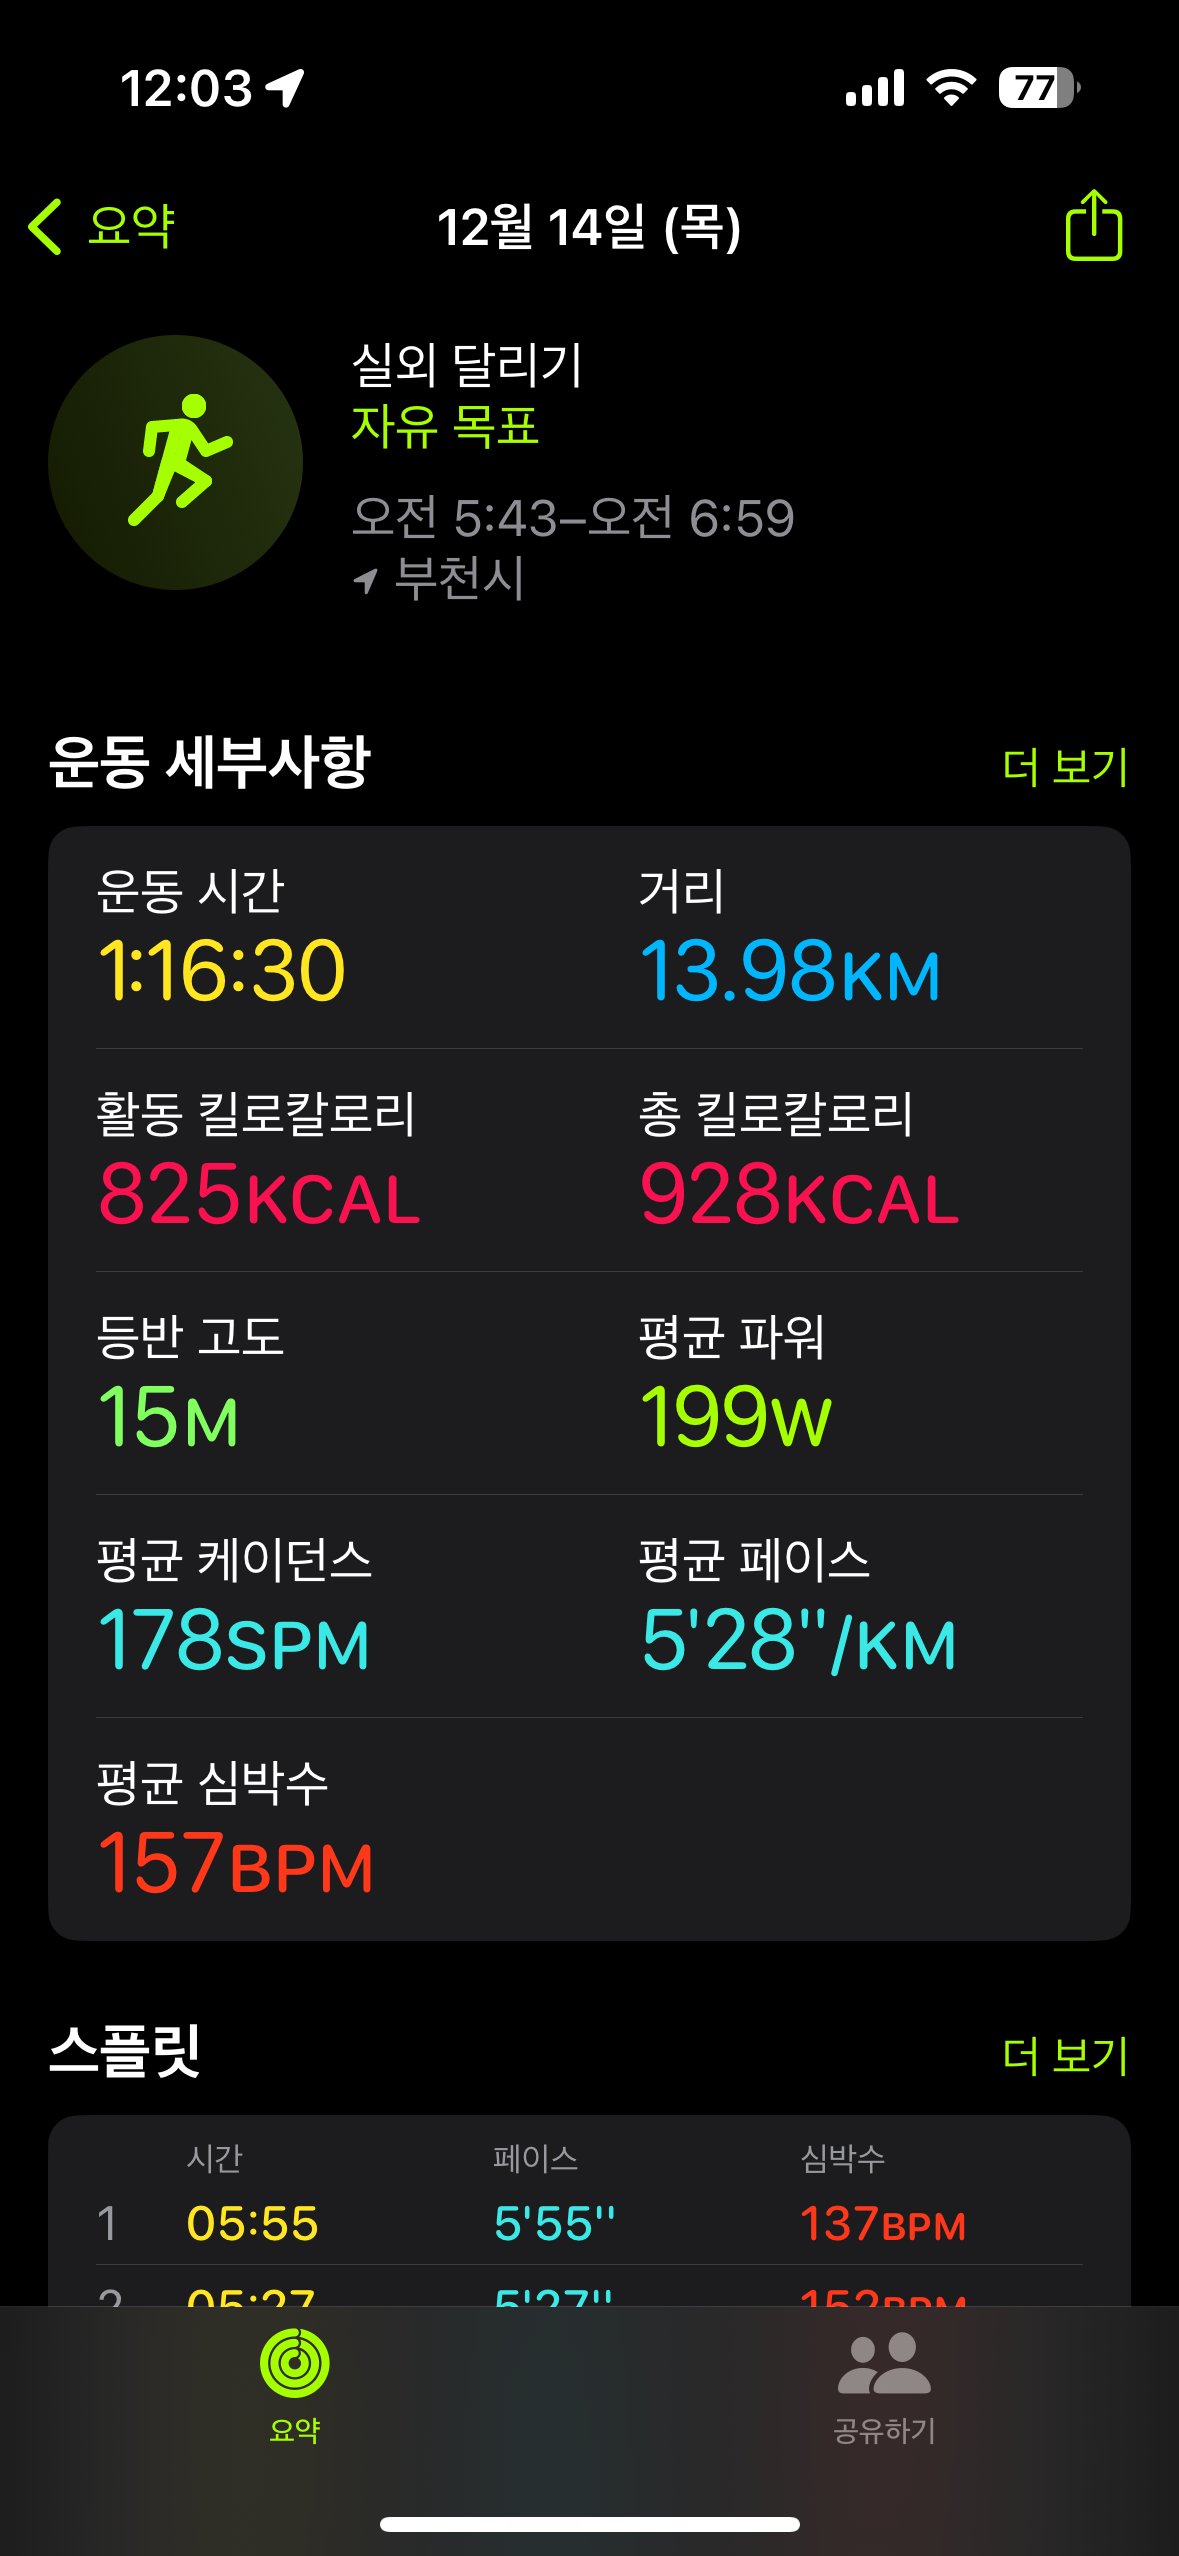 12:03
77
요약
12월 14일 (목)
실외 달리기
자유 목표
오전 5:43–오전 6:59
부천시
운동 세부사항
더 보기
운동 시간 거리
1:16:30 13.98KM
활동 킬로칼로리 총 킬로칼로리
825KCAL 928KCAL
등반 고도 평균 파워
15M 199W
평균 케이던스 평균 페이스
178SPM 5'28''/KM
평균 심박수
157BPM
스플릿
더 보기
시간 페이스 심박수
1 05:55 5'55'' 137BPM
2 05:27 5'27'' 152BPM
요약 공유하기